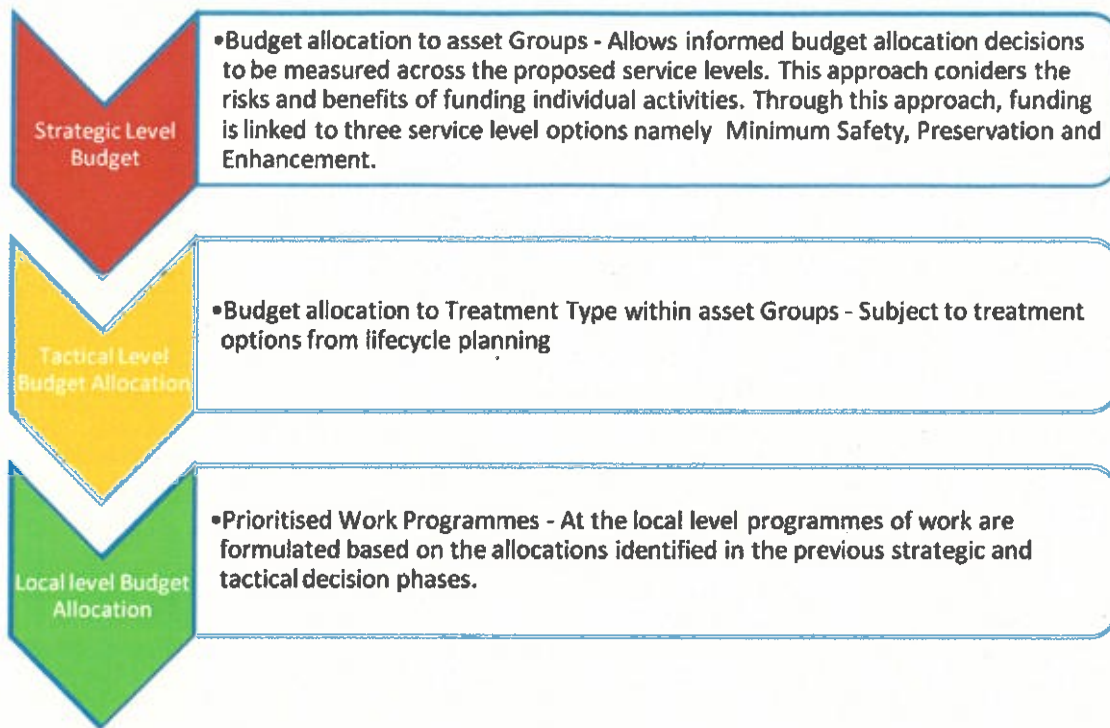 Strategic Level
Budget
•Budget allocation to asset Groups - Allows informed budget allocation decisions
to be measured across the proposed service levels. This approach coniders the
risks and benefits of funding individual activities. Through this approach, funding
is linked to three service level options namely Minimum Safety, Preservation and
Enhancement.
Tactical Level
Budget Allocation
•Budget allocation to Treatment Type within asset Groups - Subject to treatment
options from lifecycle planning
Local level Budget
Allocation
•Prioritised Work Programmes - At the local level programmes of work are
formulated based on the allocations identified in the previous strategic and
tactical decision phases.